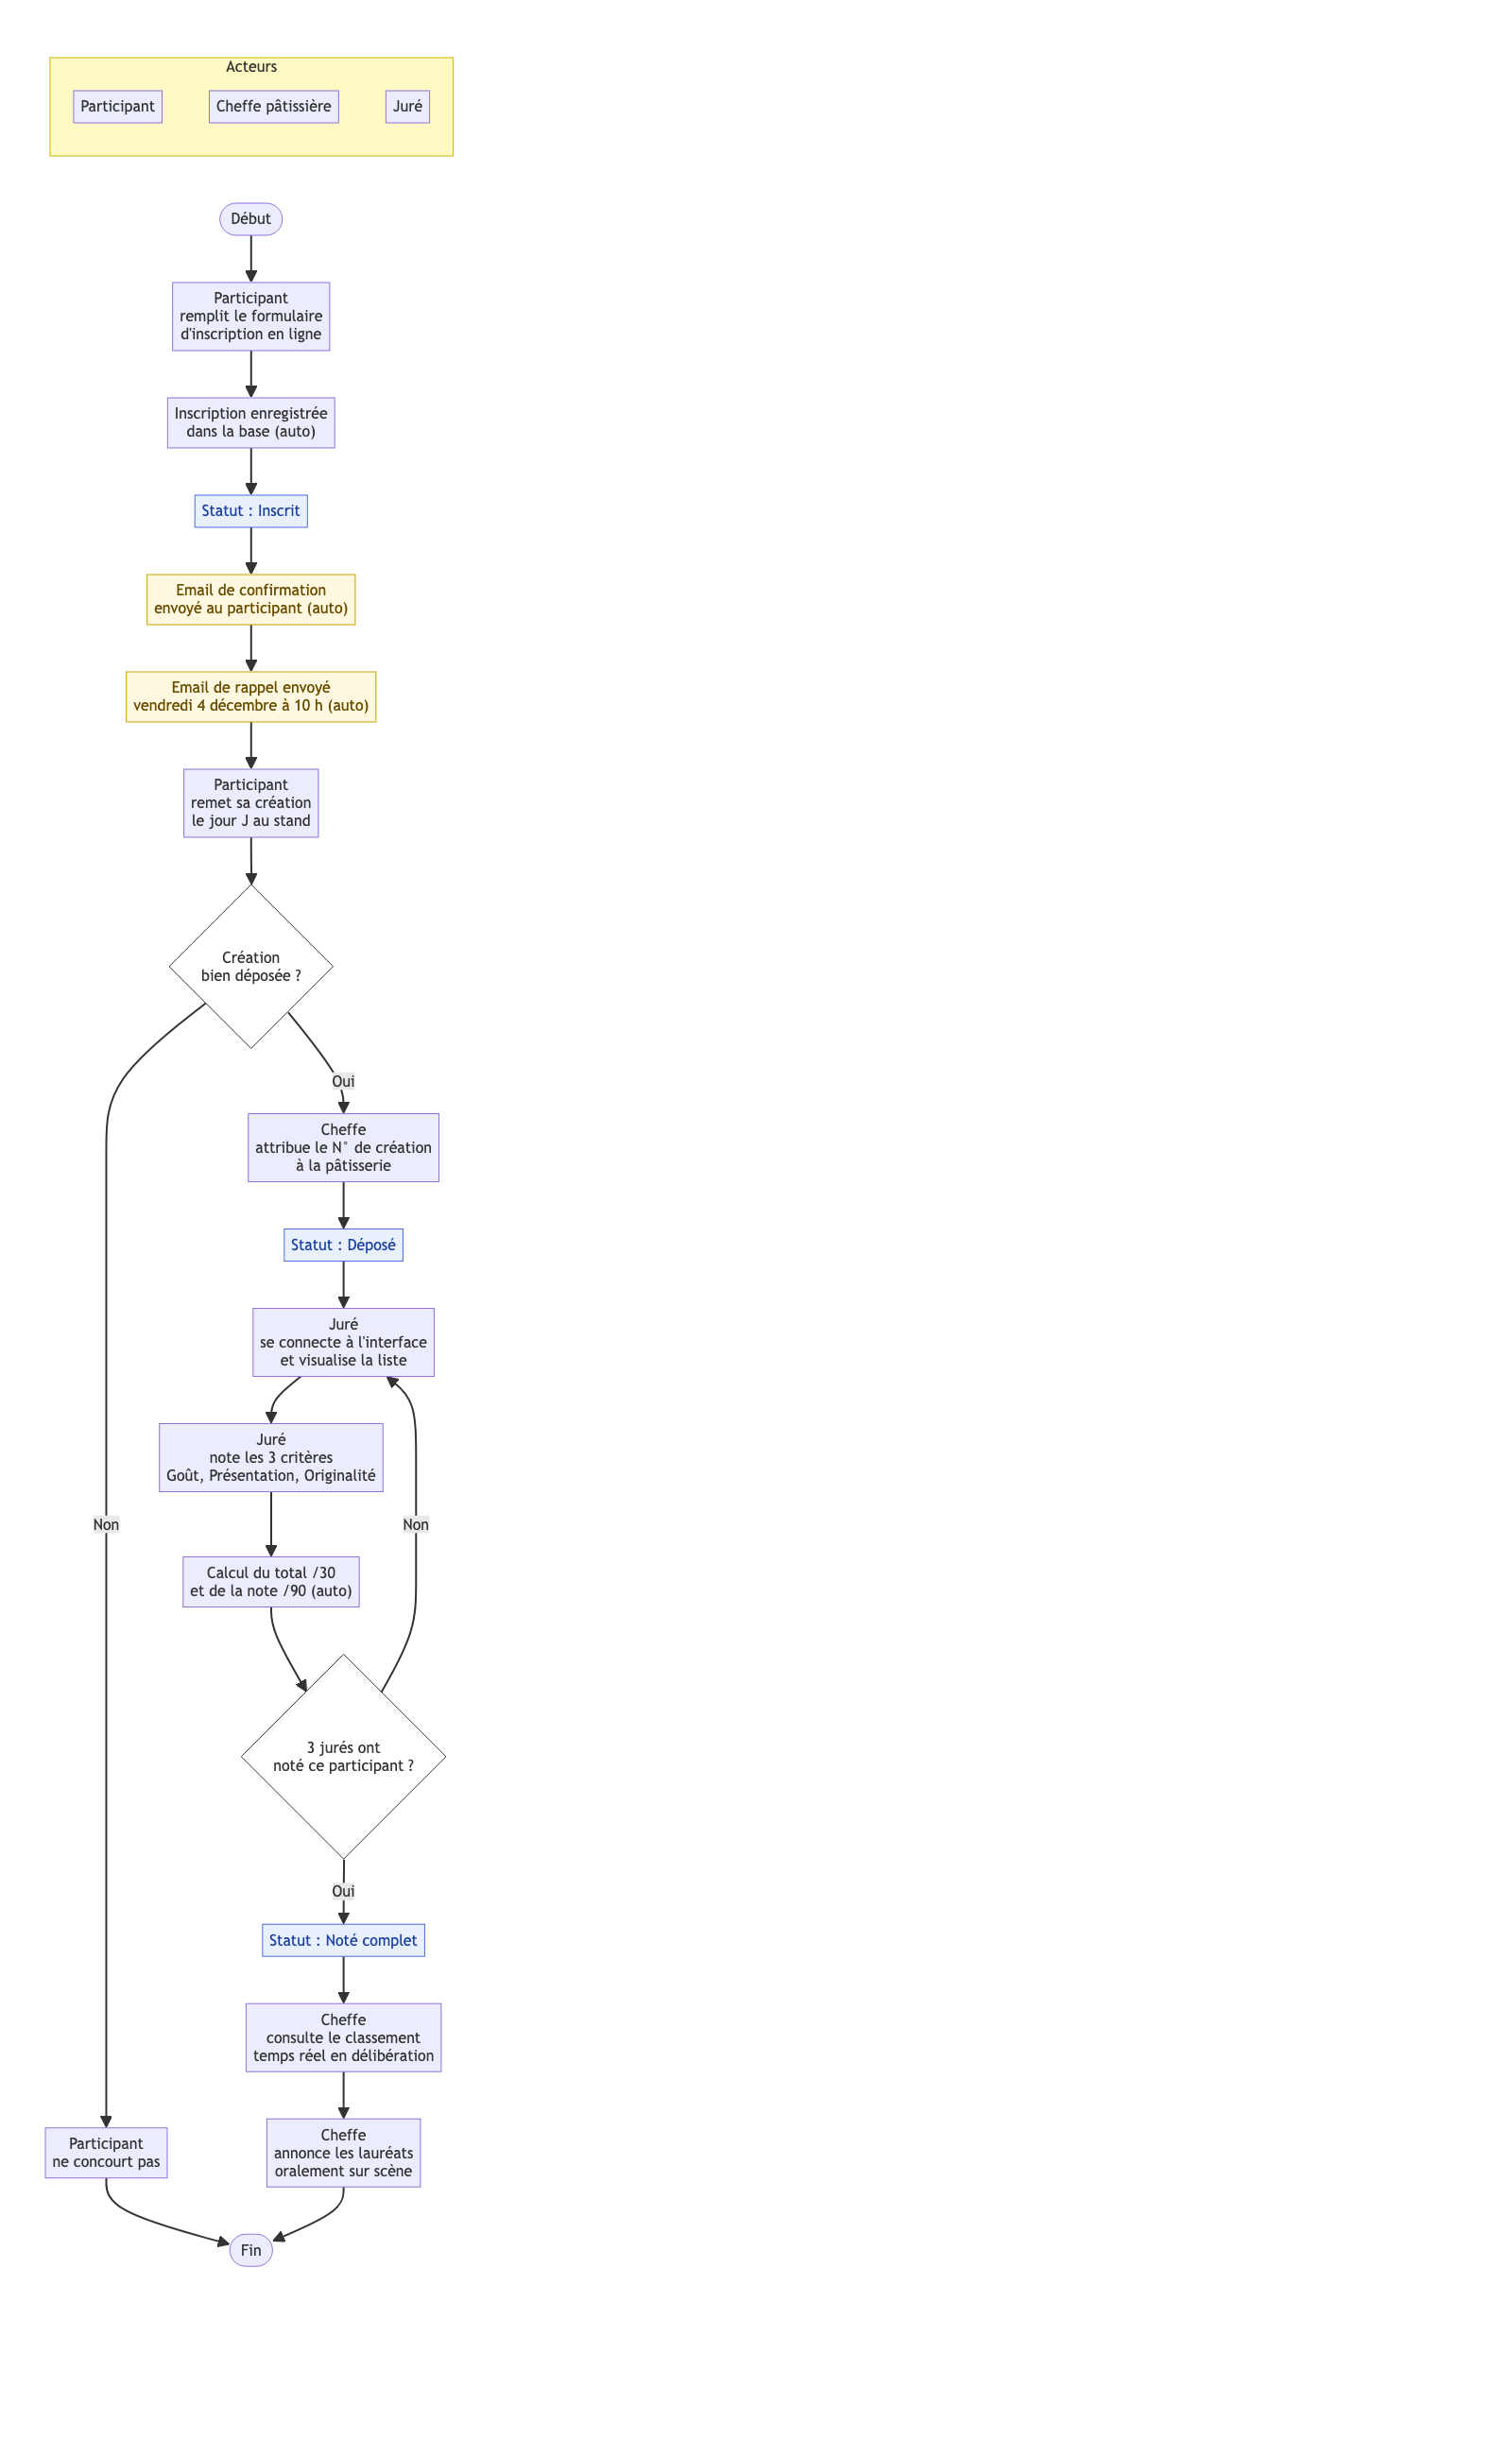 Acteurs
Participant
Cheffe pâtissière
Juré
Début
Participant
remplit le formulaire
d'inscription en ligne
Inscription enregistrée
dans la base (auto)
Statut : Inscrit
Email de confirmation
envoyé au participant (auto)
Email de rappel envoyé
vendredi 4 décembre à 10 h (auto)
Participant
remet sa création
le jour J au stand
Création
bien déposée ?
Oui
Cheffe
attribue le N° de création
à la pâtisserie
Statut : Déposé
Juré
se connecte à l'interface
et visualise la liste
Juré
note les 3 critères
Goût, Présentation, Originalité
Non
Non
Calcul du total /30
et de la note /90 (auto)
3 jurés ont
noté ce participant ?
Oui
Statut : Noté complet
Cheffe
consulte le classement
temps réel en délibération
Participant
ne concourt pas
Cheffe
annonce les lauréats
oralement sur scène
Fin